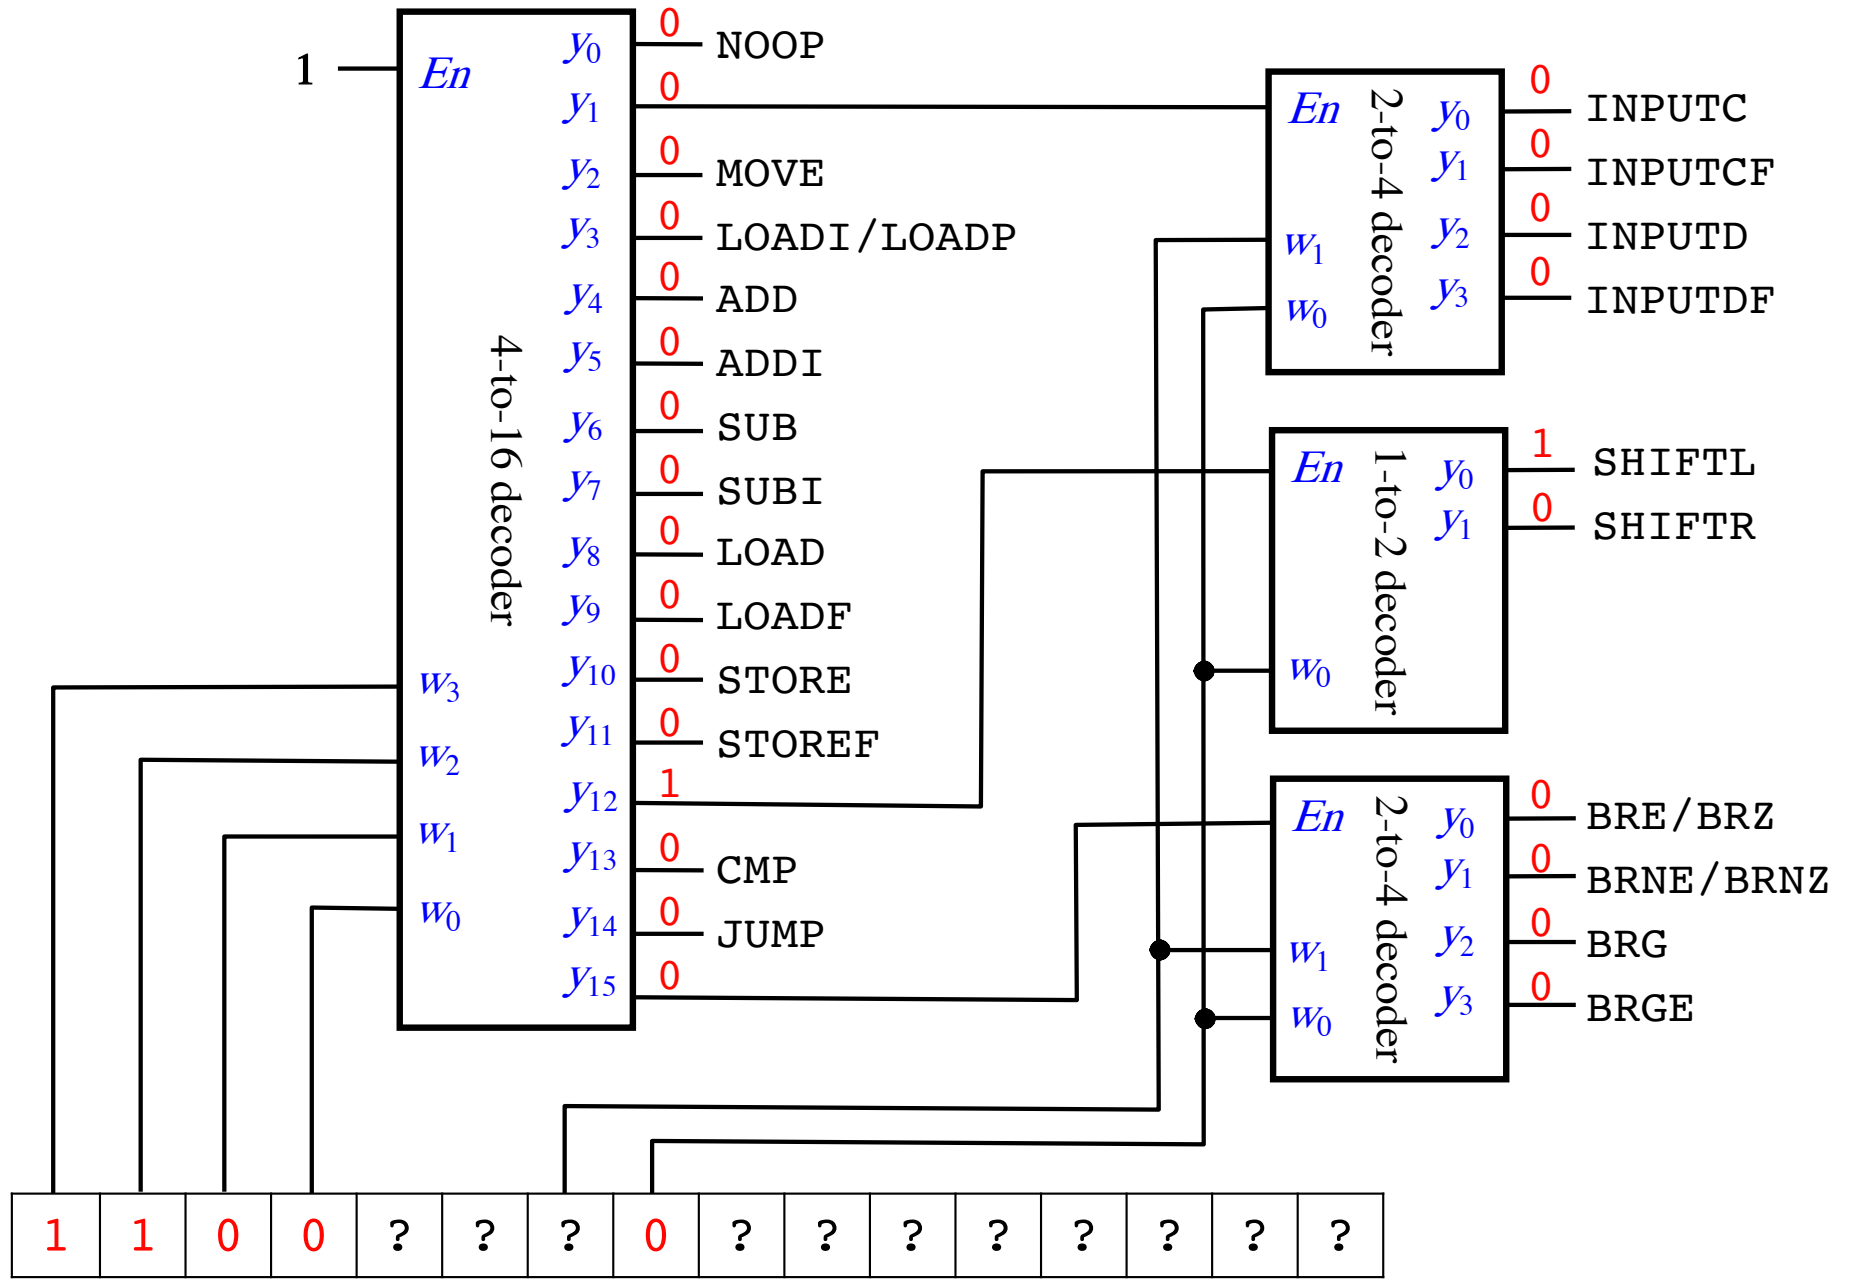 1
En
4-to-16 decoder
w3
w2
w1
w0
y0 0 NOOP
y1 0
y2 0 MOVE
y3 0 LOADI/LOADP
y4 0 ADD
y5 0 ADDI
y6 0 SUB
y7 0 SUBI
y8 0 LOAD
y9 0 LOADF
y10 0 STORE
y11 0 STOREF
y12 1
y13 0 CMP
y14 0 JUMP
y15 0
En
2-to-4 decoder
w1
w0
y0 0 INPUTC
y1 0 INPUTCF
y2 0 INPUTD
y3 0 INPUTDF
En
1-to-2 decoder
w0
y0 1 SHIFTL
y1 0 SHIFTR
En
2-to-4 decoder
w1
w0
y0 0 BRE/BRZ
y1 0 BRNE/BRNZ
y2 0 BRG
y3 0 BRGE
1 1 0 0 ? ? ? 0 ? ? ? ? ? ? ? ?